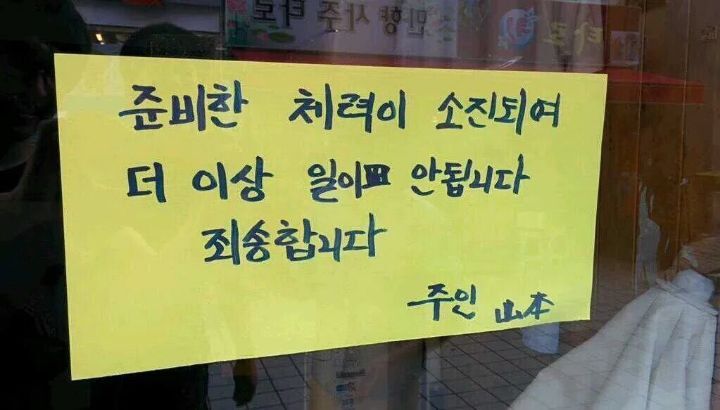 준비한 체력이 소진되여
더 이상 일이 안됩니다
죄송합니다
주인 山本